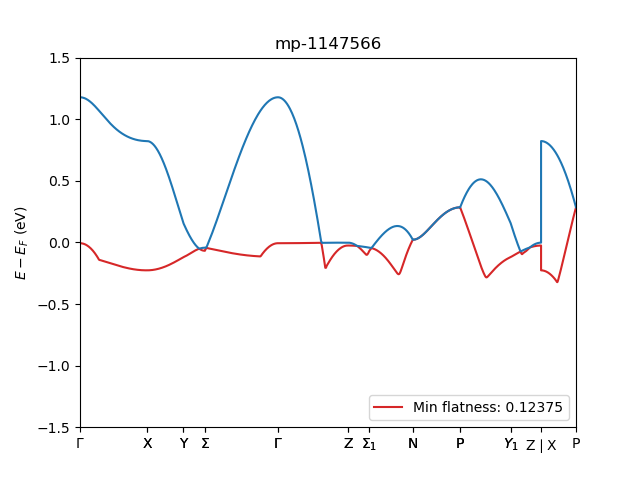 mp-1147566
E − E_F (eV)
1.5
1.0
0.5
0.0
−0.5
−1.0
−1.5
Min flatness: 0.12375
Γ X Y Σ Γ Z Σ₁ N P Y₁ Z | X P